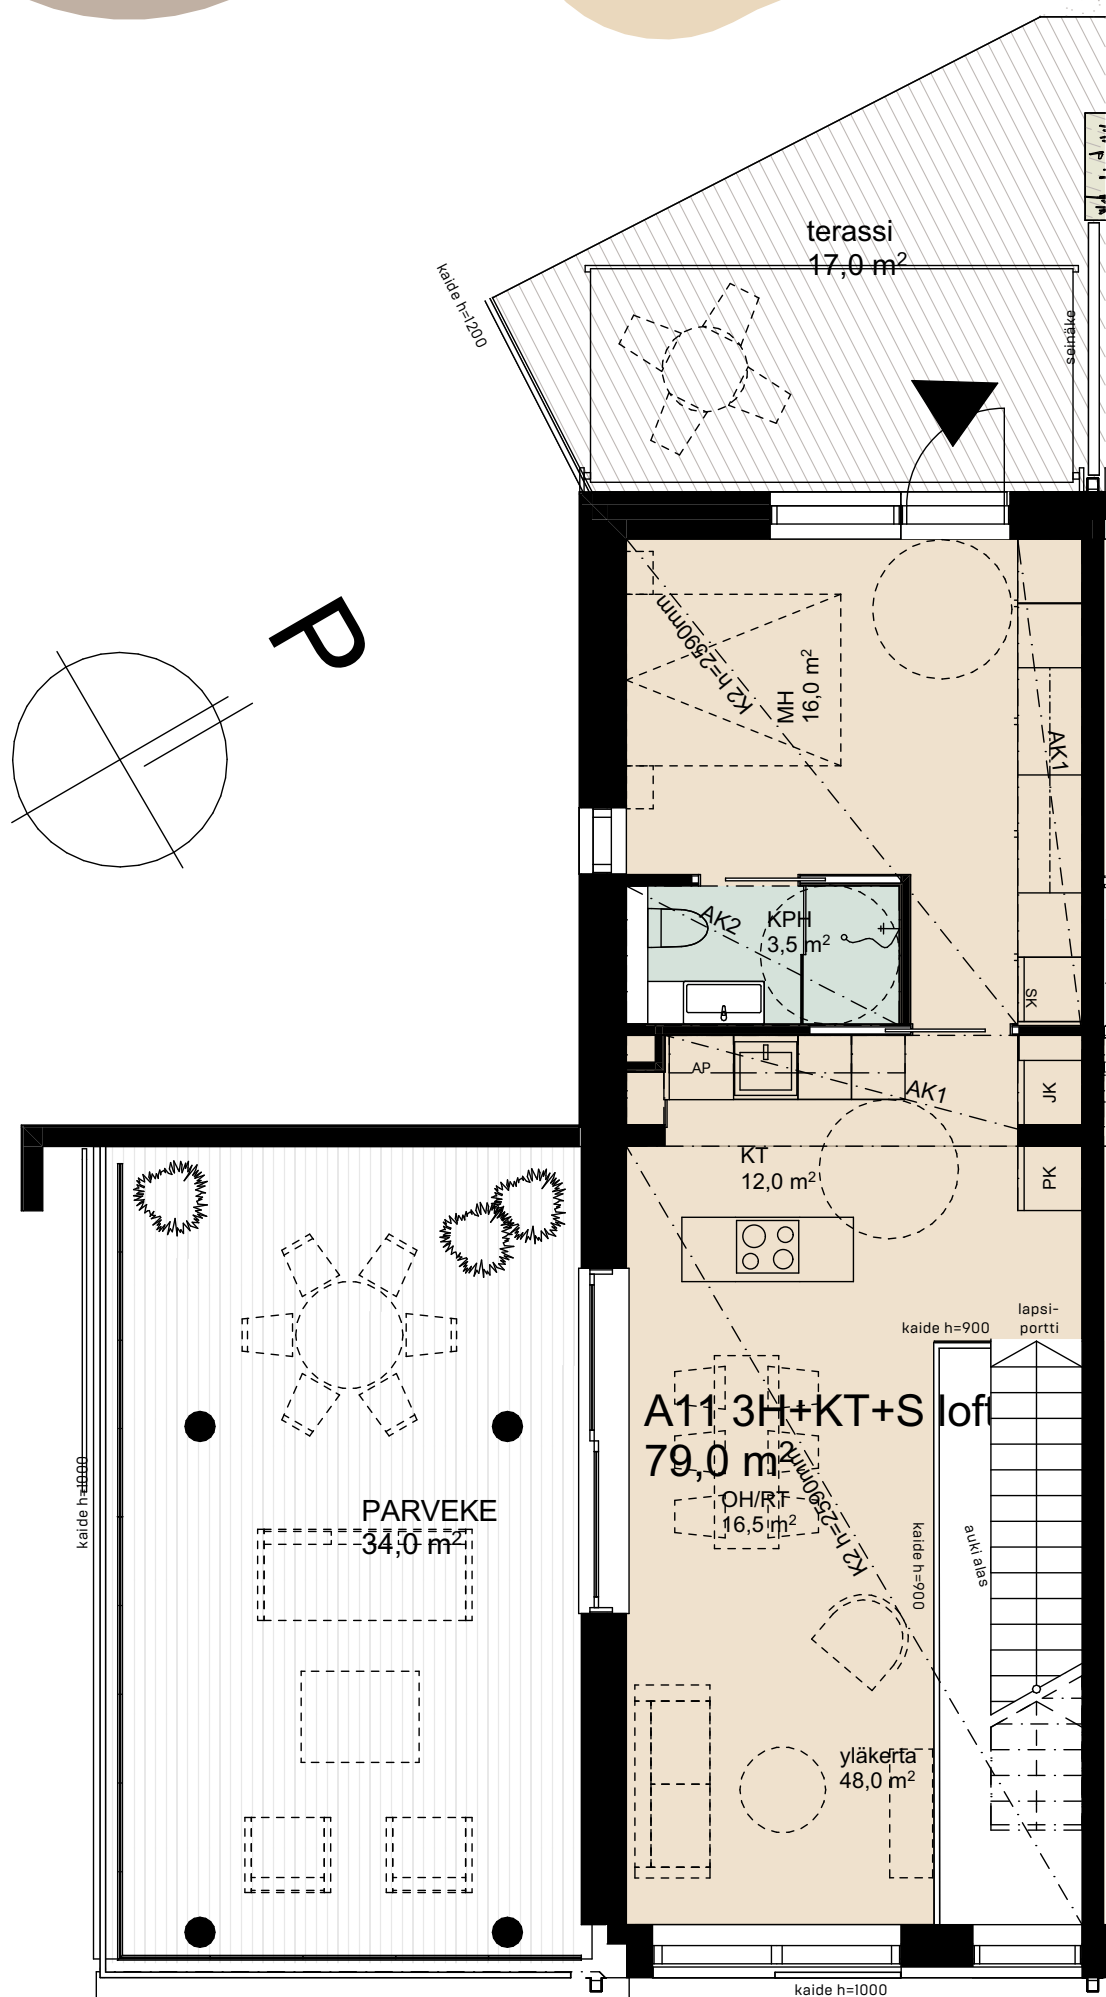 terassi
17,0 m²
kaide h=1200
seinäke
P
K2 h=2590mm
MH
16,0 m²
AK1
AK2
KPH
3,5 m²
SK
AP
AK1
JK
KT
12,0 m²
PK
lapsi-
portti
kaide h=900
A11 3H+KT+S loft
79,0 m²
OH/RT
16,5 m²
K2 h=2590mm
kaide h=1000
PARVEKE
34,0 m²
kaide h=900
auki alas
yläkerta
48,0 m²
kaide h=1000